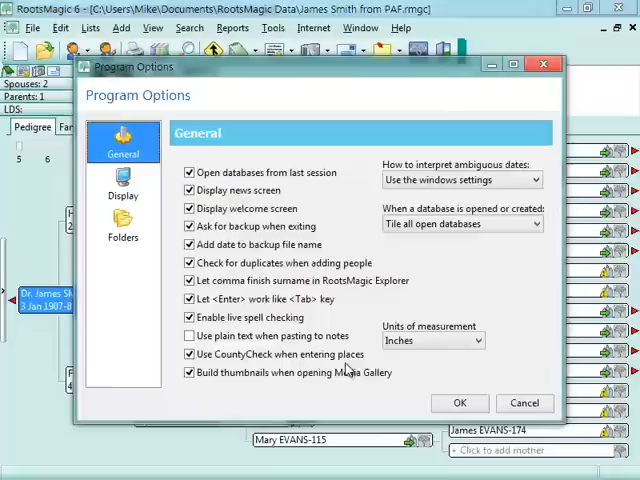 RootsMagic 6 - [C:\Users\Mike\Documents\RootsMagic Data\James Smith from PAF.rmgc]
File Edit Lists Add View Search Reports Tools Internet Window Help
Spouses: 2
Parents: 1
LDS:
Pedigree
5 6
3 Jan 1907-8
Program Options
Program Options
General
Display
Folders
General
Open databases from last session
Display news screen
Display welcome screen
Ask for backup when exiting
Add date to backup file name
Check for duplicates when adding people
Let comma finish surname in RootsMagic Explorer
Let <Enter> work like <Tab> key
Enable live spell checking
Use plain text when pasting to notes
Use CountyCheck when entering places
Build thumbnails when opening Media Gallery
How to interpret ambiguous dates:
Use the windows settings
When a database is opened or created:
Tile all open databases
Units of measurement
Inches
OK Cancel
James EVANS-174
Mary EVANS-115
+ Click to add mother